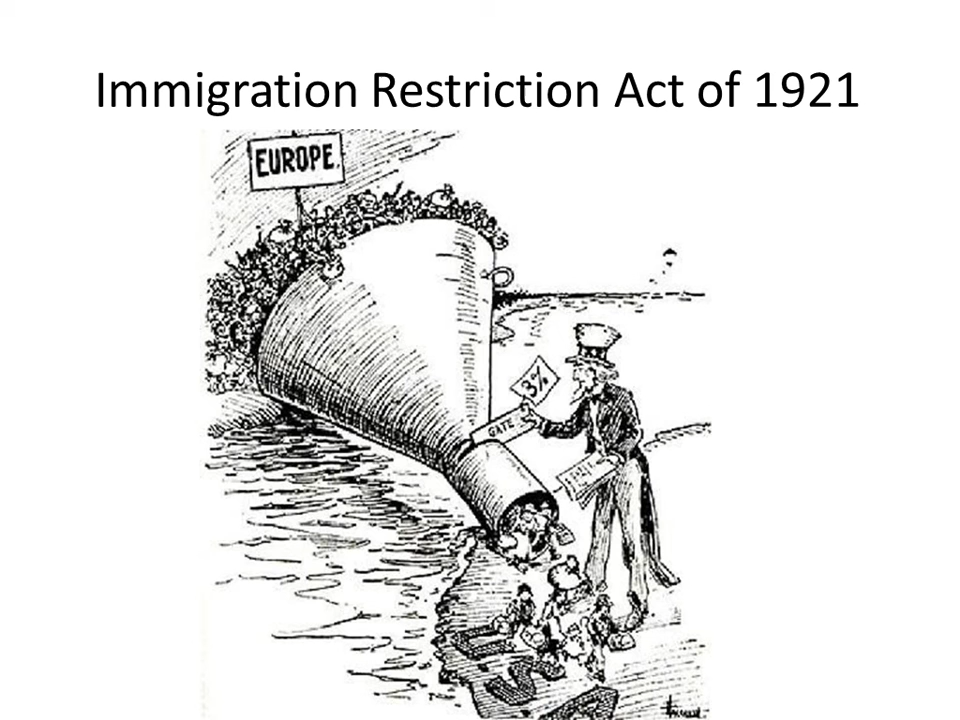 Immigration Restriction Act of 1921
EUROPE.
3%
GATE
U.S.